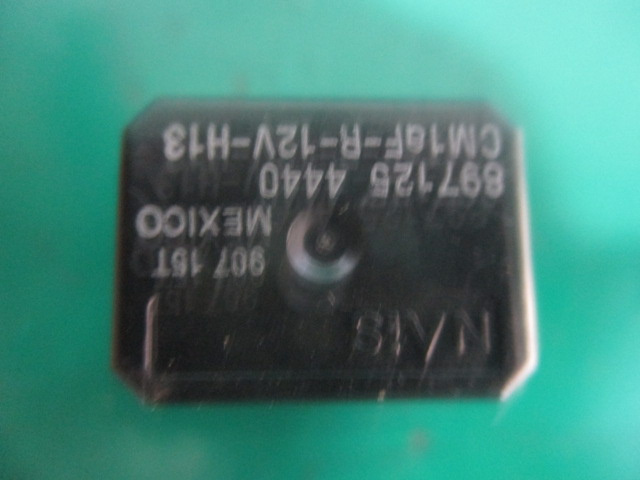 NAIS
907 15T
MEXICO
897125 4440
CM1aF-R-12V-H13